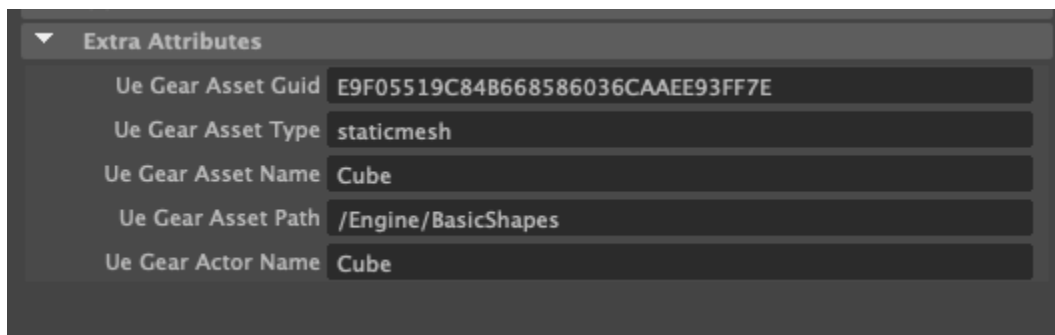 Extra Attributes
Ue Gear Asset Guid E9F05519C84B668586036CAAEE93FF7E
Ue Gear Asset Type staticmesh
Ue Gear Asset Name Cube
Ue Gear Asset Path /Engine/BasicShapes
Ue Gear Actor Name Cube